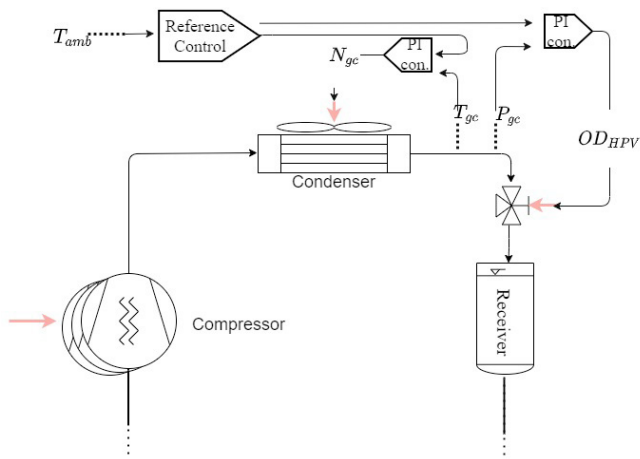 T_amb
Reference
Control
N_gc
PI
con.
T_gc
P_gc
PI
con.
OD_HPV
Condenser
Compressor
Receiver